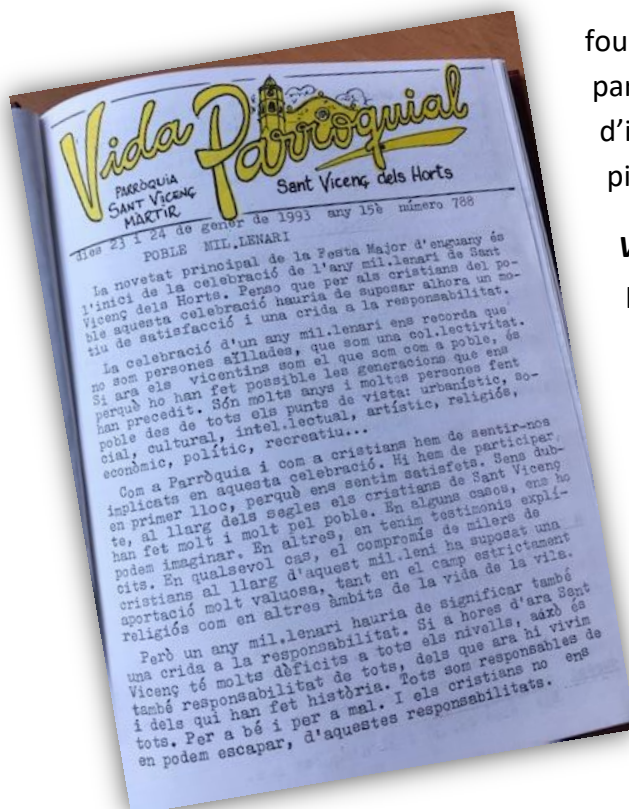 Vida Parroquial
PARRÒQUIA
SANT VICENÇ
MÀRTIR
Sant Vicenç dels Horts
dies 23 i 24 de gener de 1993 any 15è número 788
POBLE MIL.LENARI
La novetat principal de la Festa Major d'enguany és
l'inici de la celebració de l'any mil.lenari de Sant
Vicenç dels Horts. Penso que per als cristians del po-
ble aquesta celebració hauria de suposar alhora un mo-
tiu de satisfacció i una crida a la responsabilitat.
La celebració d'un any mil.lenari ens recorda que
no som persones aïllades, que som una col.lectivitat.
Si ara els vicentins som el que som com a poble, és
perquè ho han fet possible les generacions que ens
han precedit. Són molts anys i moltes persones fent
poble des de tots els punts de vista: urbanístic, so-
cial, cultural, intel.lectual, artístic, religiós,
econòmic, polític, recreatiu...
Com a Parròquia i com a cristians hem de sentir-nos
implicats en aquesta celebració. Hi hem de participar
en primer lloc, perquè ens sentim satisfets. Sens dub-
te, al llarg dels segles els cristians de Sant Vicenç
han fet molt i molt pel poble. En alguns casos, ens ho
podem imaginar. En altres, en tenim testimonis explí-
cits. En qualsevol cas, el compromís de milers de
cristians al llarg d'aquest mil.leni ha suposat una
aportació molt valuosa, tant en el camp estrictament
religiós com en altres àmbits de la vida de la vila.
Però un any mil.lenari hauria de significar també
una crida a la responsabilitat. Si a hores d'ara Sant
Vicenç té molts dèficits a tots els nivells, aixó és
també responsabilitat de tots, dels que ara hi vivim
i dels qui han fet història. Tots som responsables de
tots. Per a bé i per a mal. I els cristians no ens
en podem escapar, d'aquestes responsabilitats.
fou
par
d'i
pi
V